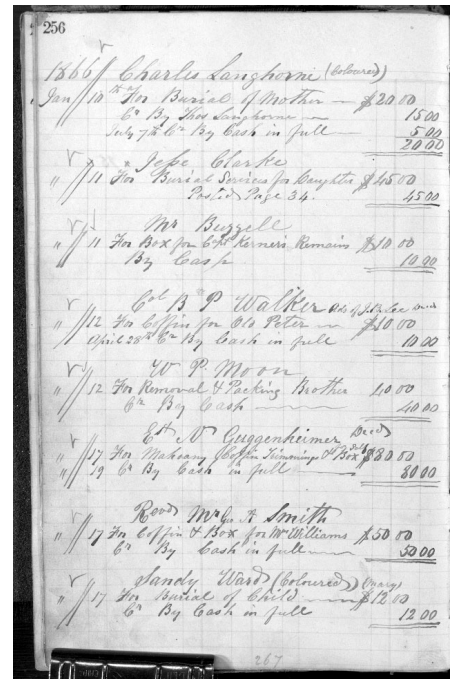 256
1866 Charles Langhorne (Coloured)
Jan 10th For Burial of Mother $20 00
Cr By Thos Langhorne 15 00
July 7th Cr By Cash in full 5 00
20 00
Jesse Clarke
" 11 For Burial Services for Daughter $45 00
Posted Page 34. 45 00
Mr Buzzell
" 11 For Box for Kerner's Remains $10 00
By Cash 10 00
Col B P Walker of J.B. Lee Decd
" 12 For Coffin for Old Peter $10 00
April 28th Cr By Cash in full 10 00
W. P. Moon
" 12 For Removal & Packing Brother 40 00
Cr By Cash 40 00
Est N Guggenheimer Decd
" 17 For Mahogany Coffin Trimmings & Box $80 00
" 19 Cr By Cash in full 80 00
Revd Mr Geo A Smith
" 17 For Coffin & Box for Mr Williams $50 00
Cr By Cash in full 50 00
Sandy Ward (Coloured)
" 17 For Burial of Child $12 00
Cr By Cash in full 12 00
267